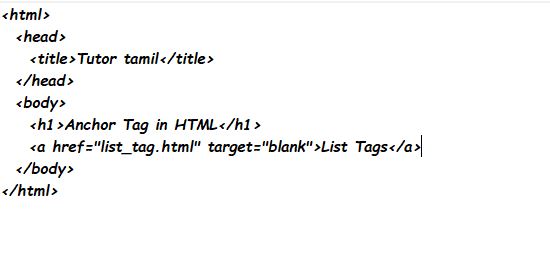 <html>
<head>
<title>Tutor tamil</title>
</head>
<body>
<h1>Anchor Tag in HTML</h1>
<a href="list_tag.html" target="blank">List Tags</a>
</body>
</html>